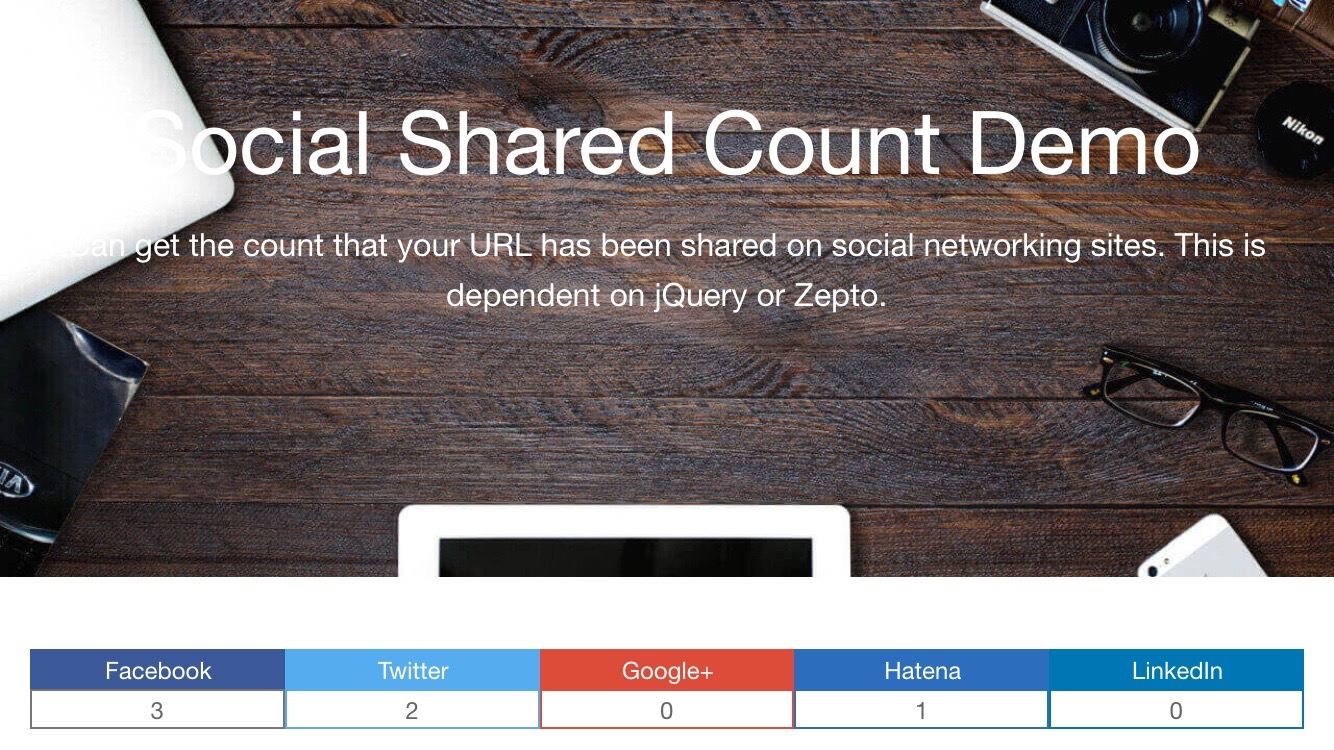 Social Shared Count Demo
Can get the count that your URL has been shared on social networking sites. This is
dependent on jQuery or Zepto.
Nikon
Facebook Twitter Google+ Hatena LinkedIn
3 2 0 1 0